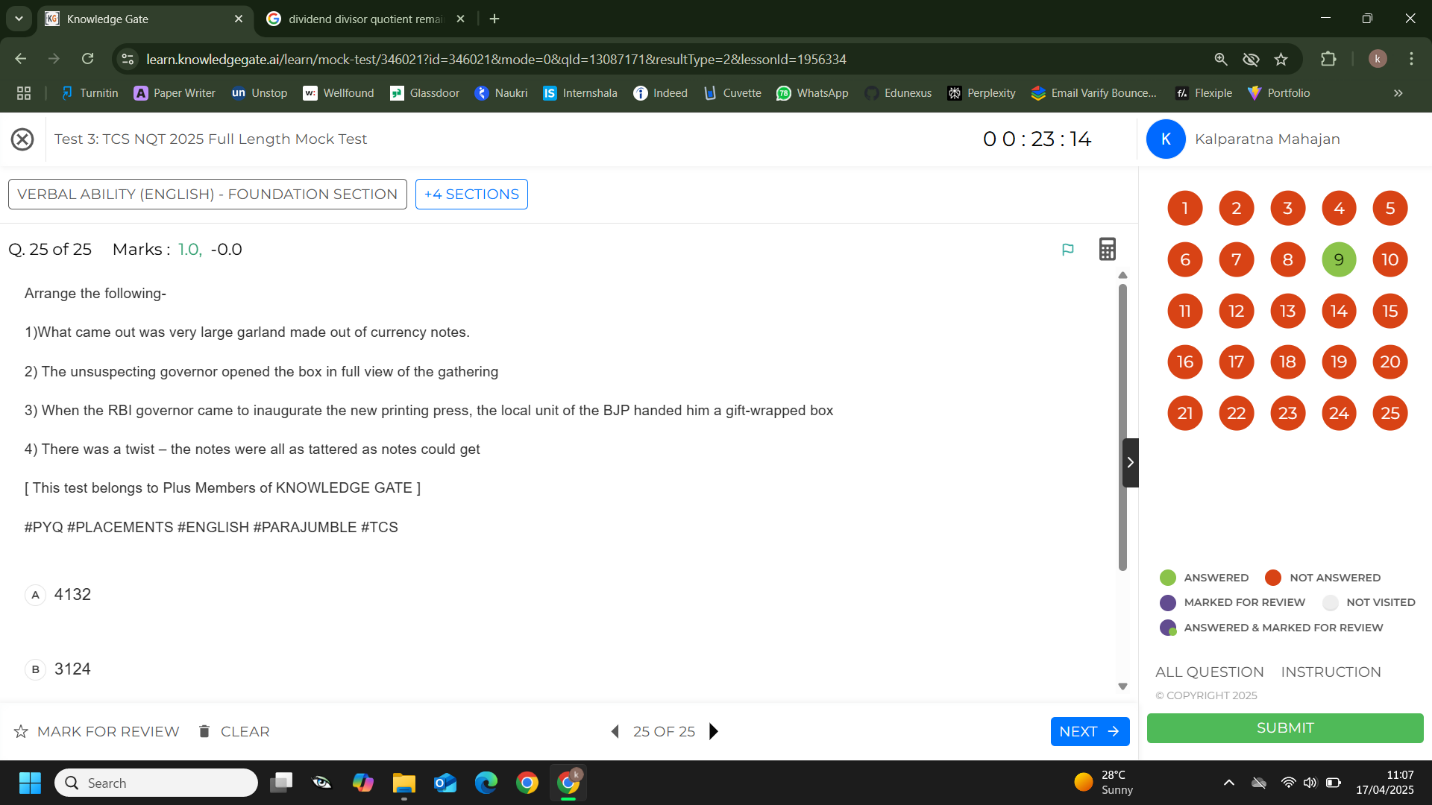 Knowledge Gate
dividend divisor quotient remai
learn.knowledgegate.ai/learn/mock-test/346021?id=346021&mode=0&qId=13087171&resultType=2&lessonId=1956334
k
Turnitin
A Paper Writer
un Unstop
w: Wellfound
Glassdoor
Naukri
IS Internshala
Indeed
Cuvette
WhatsApp
Edunexus
Perplexity
Email Varify Bounce...
Flexiple
Portfolio
Test 3: TCS NQT 2025 Full Length Mock Test
00:23:14
K Kalparatna Mahajan
VERBAL ABILITY (ENGLISH) - FOUNDATION SECTION
+4 SECTIONS
Q. 25 of 25 Marks : 1.0, -0.0
Arrange the following-
1)What came out was very large garland made out of currency notes.
2) The unsuspecting governor opened the box in full view of the gathering
3) When the RBI governor came to inaugurate the new printing press, the local unit of the BJP handed him a gift-wrapped box
4) There was a twist – the notes were all as tattered as notes could get
[ This test belongs to Plus Members of KNOWLEDGE GATE ]
#PYQ #PLACEMENTS #ENGLISH #PARAJUMBLE #TCS
A 4132
B 3124
MARK FOR REVIEW
CLEAR
25 OF 25
NEXT
1 2 3 4 5
6 7 8 9 10
11 12 13 14 15
16 17 18 19 20
21 22 23 24 25
ANSWERED NOT ANSWERED
MARKED FOR REVIEW NOT VISITED
ANSWERED & MARKED FOR REVIEW
ALL QUESTION INSTRUCTION
© COPYRIGHT 2025
SUBMIT
Search
28°C
Sunny
11:07
17/04/2025